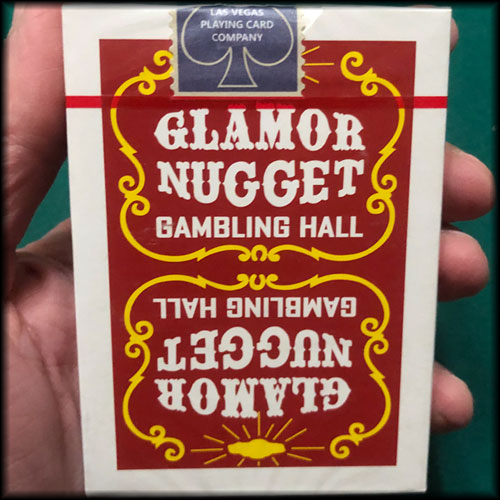 LAS VEGAS
PLAYING CARD
COMPANY
GLAMOR
NUGGET
GAMBLING HALL
GAMBLING HALL
NUGGET
GLAMOR